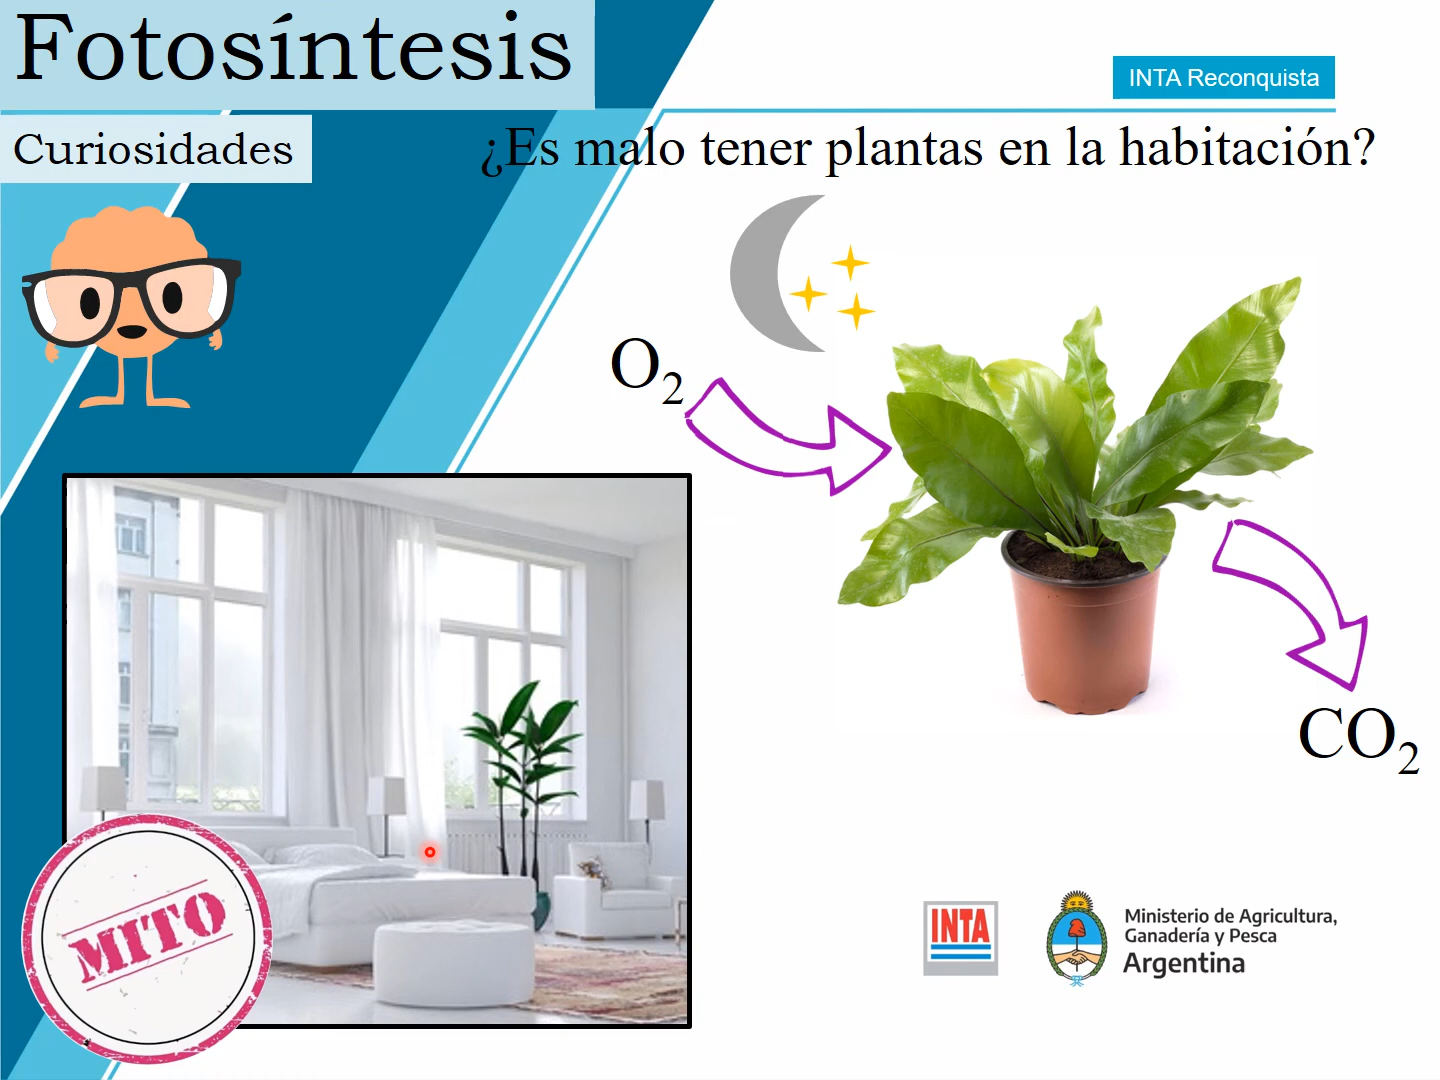 Fotosíntesis
INTA Reconquista
Curiosidades
¿Es malo tener plantas en la habitación?
O₂
CO₂
MITO
INTA
Ministerio de Agricultura,
Ganadería y Pesca
Argentina